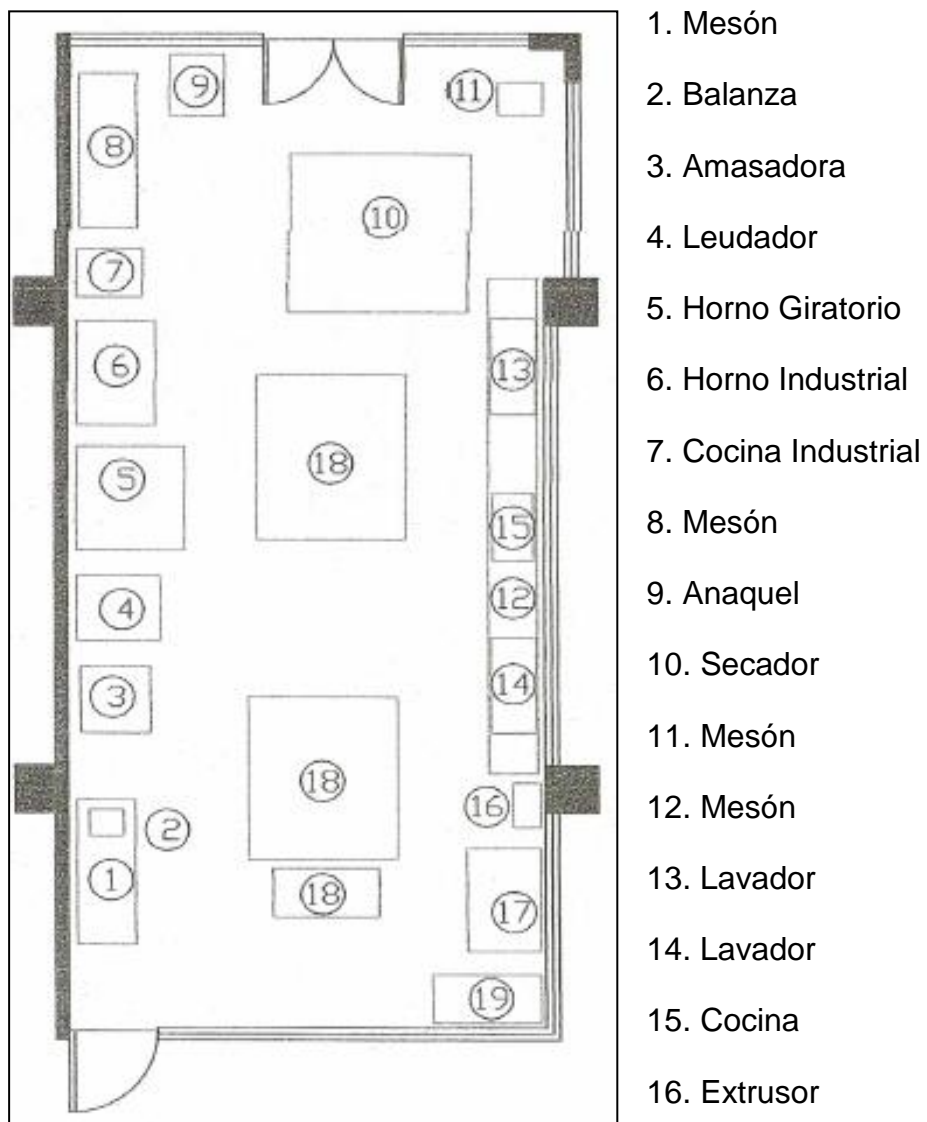 1. Mesón
2. Balanza
3. Amasadora
4. Leudador
5. Horno Giratorio
6. Horno Industrial
7. Cocina Industrial
8. Mesón
9. Anaquel
10. Secador
11. Mesón
12. Mesón
13. Lavador
14. Lavador
15. Cocina
16. Extrusor
9
11
8
10
7
6
13
18
5
15
4
12
3
14
18
16
2
1
18
17
19